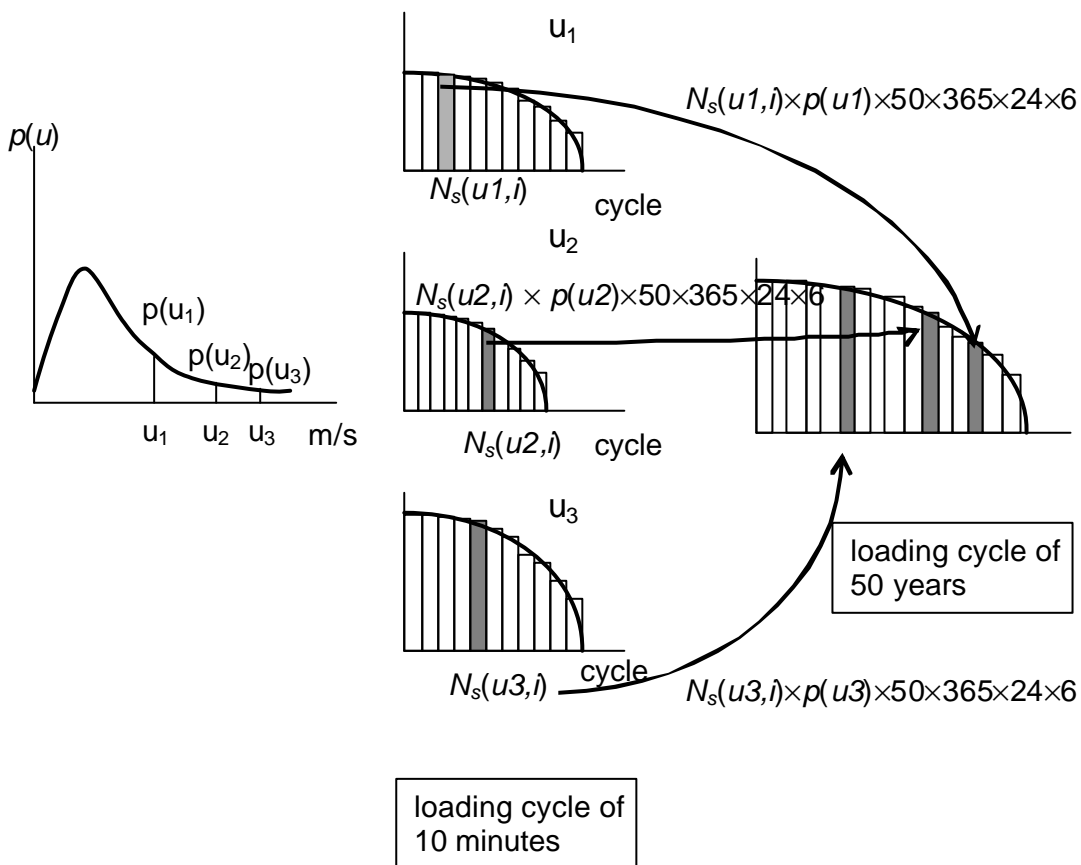 p(u)
p(u₁)
p(u₂)
p(u₃)
u₁
u₂
u₃
m/s
u₁
Nₛ(u1,i)
cycle
Nₛ(u1,i)×p(u1)×50×365×24×6
u₂
Nₛ(u2,i) × p(u2)×50×365×24×6
Nₛ(u2,i)
cycle
u₃
cycle
Nₛ(u3,i)
Nₛ(u3,i)×p(u3)×50×365×24×6
loading cycle of
50 years
loading cycle of
10 minutes